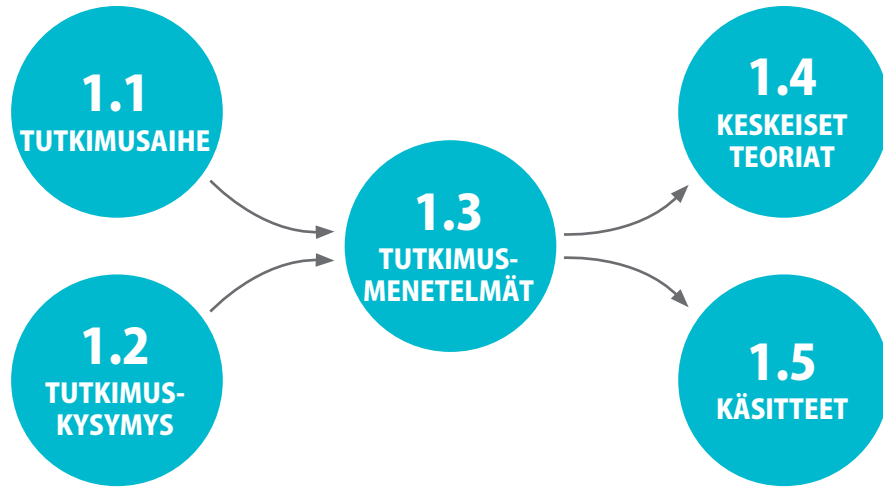 1.1
TUTKIMUSAIHE
1.2
TUTKIMUS-
KYSYMYS
1.3
TUTKIMUS-
MENETELMÄT
1.4
KESKEISET
TEORIAT
1.5
KÄSITTEET